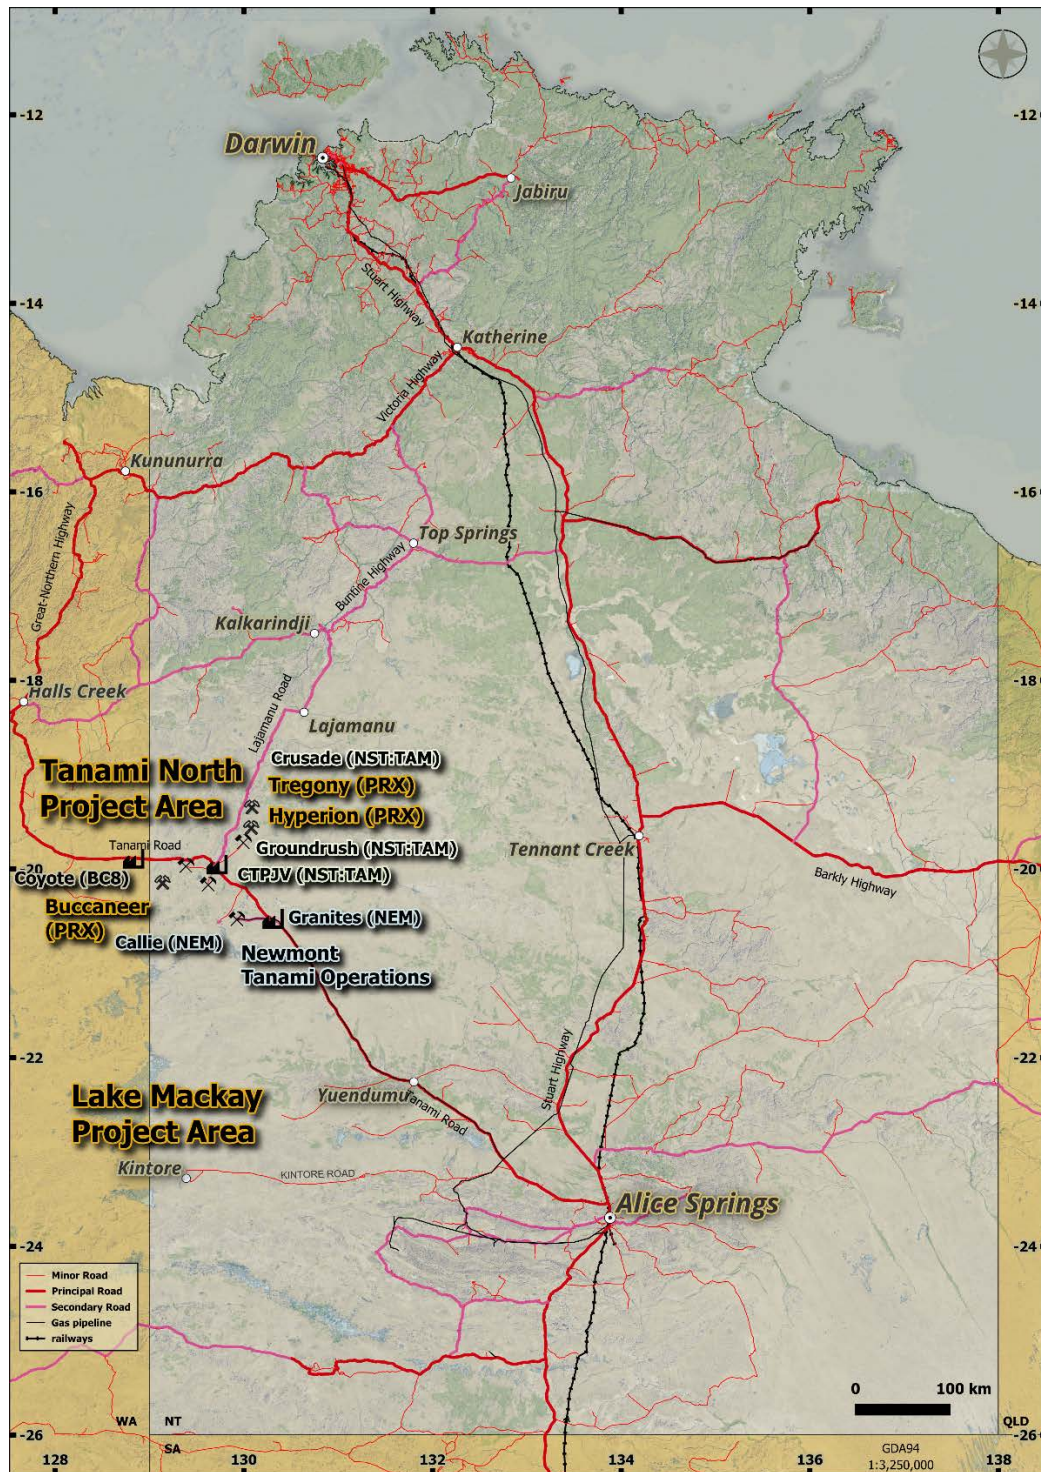 -12
-12
Darwin
Jabiru
Stuart Highway
-14
-14
Katherine
Victoria Highway
Kununurra
-16
-16
Great-Northern Highway
Top Springs
Buntine Highway
Kalkarindji
-18
-18
Halls Creek
Lajamanu Road
Lajamanu
Crusade (NST:TAM)
Tanami North
Project Area
Tregony (PRX)
Hyperion (PRX)
Tanami Road
Groundrush (NST:TAM)
Tennant Creek
-20
-20
Coyote (BC8)
CTPJV (NST:TAM)
Barkly Highway
Buccaneer
(PRX)
Granites (NEM)
Callie (NEM)
Newmont
Tanami Operations
-22
-22
Stuart Highway
Lake Mackay
Project Area
Yuendumu
Tanami Road
Kintore
KINTORE ROAD
Alice Springs
-24
-24
Minor Road
Principal Road
Secondary Road
Gas pipeline
railways
0 100 km
WA NT
SA
QLD
-26
-26
GDA94
1:3,250,000
128 130 132 134 136 138